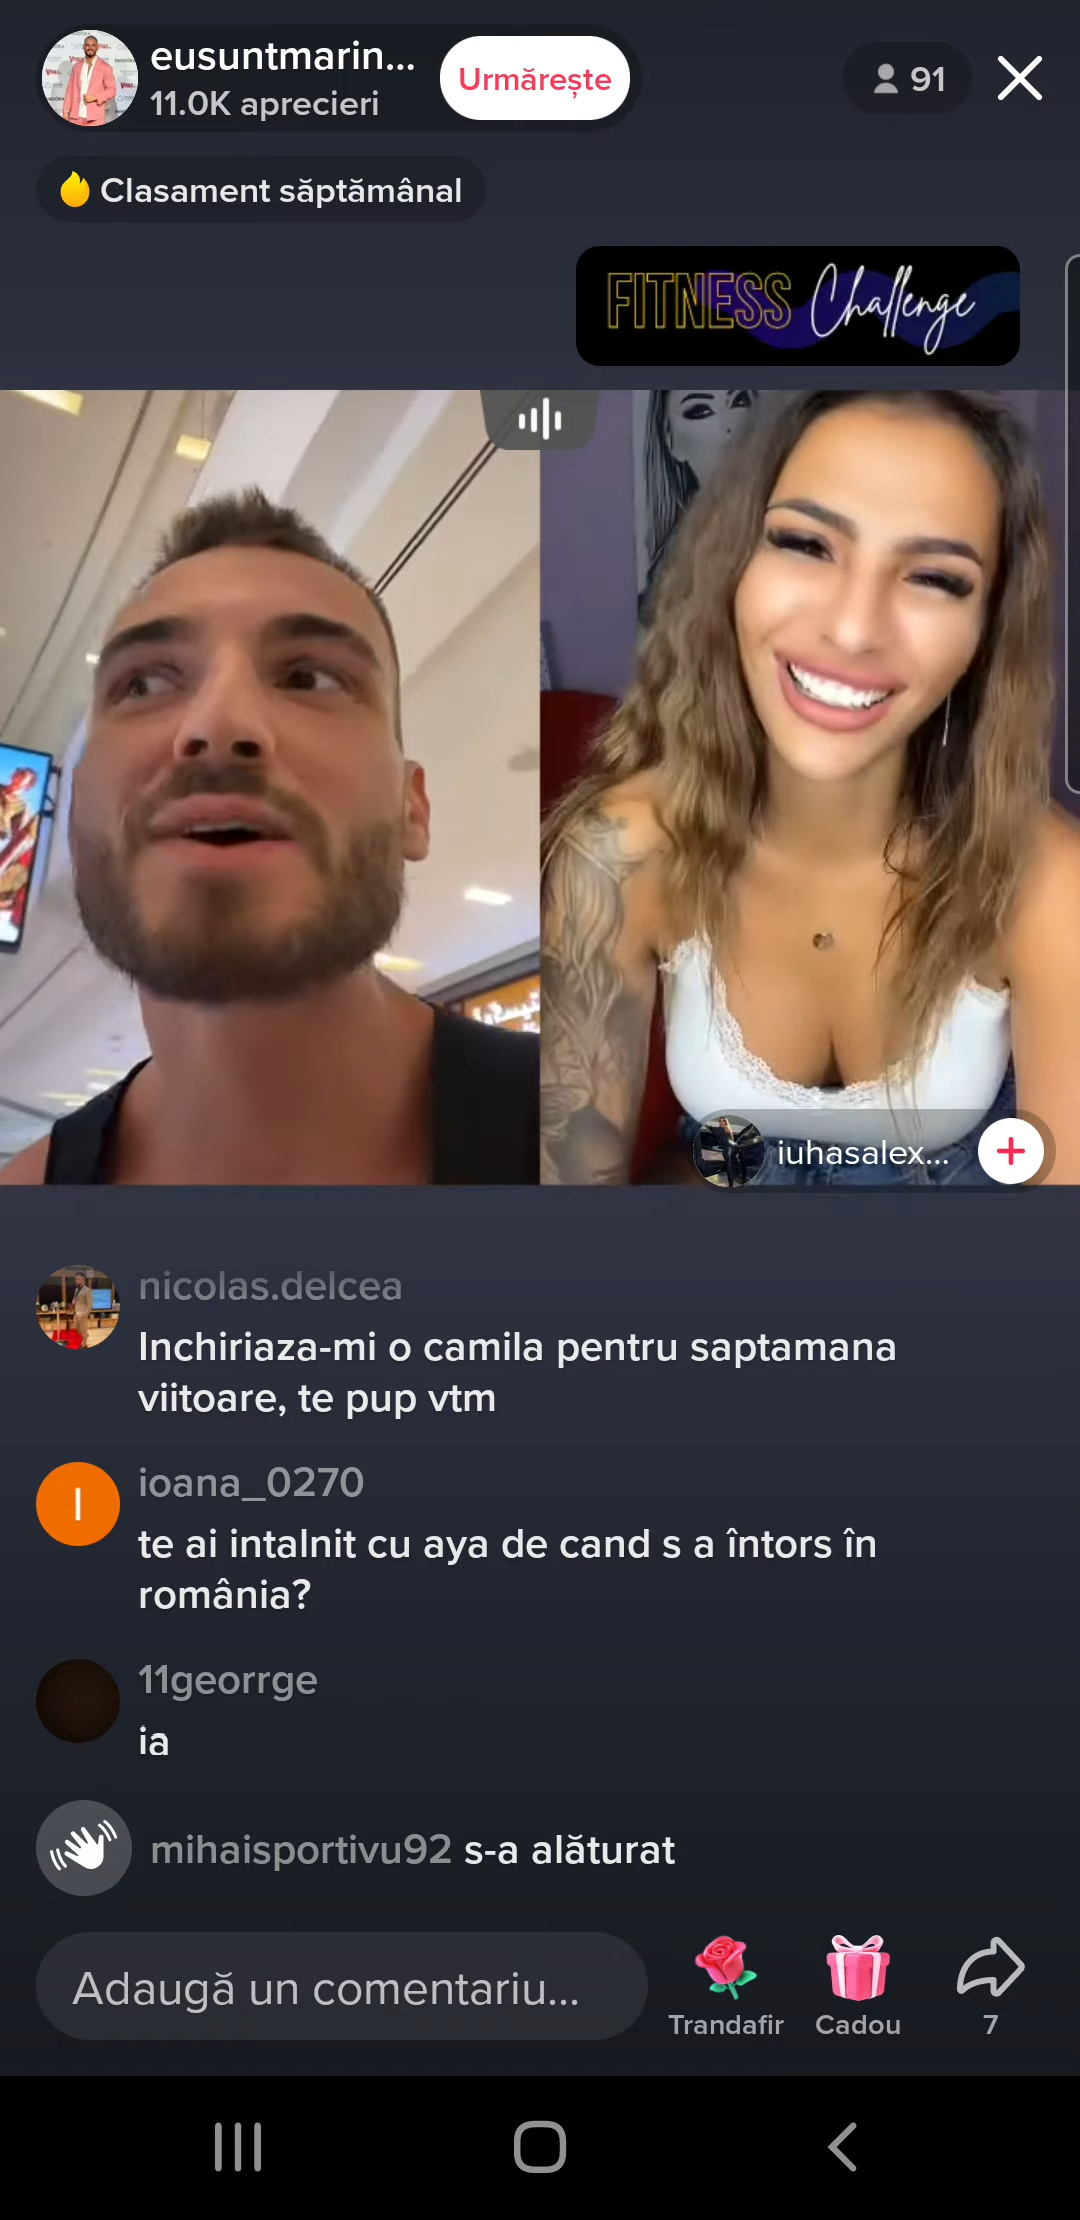 eusuntmarin...
11.0K aprecieri
Urmărește
91
Clasament săptămânal
FITNESS Challenge
iuhasalex...
nicolas.delcea
Inchiriaza-mi o camila pentru saptamana
viitoare, te pup vtm
I
ioana_0270
te ai intalnit cu aya de cand s a întors în
românia?
11georrge
ia
mihaisportivu92 s-a alăturat
Adaugă un comentariu...
Trandafir
Cadou
7